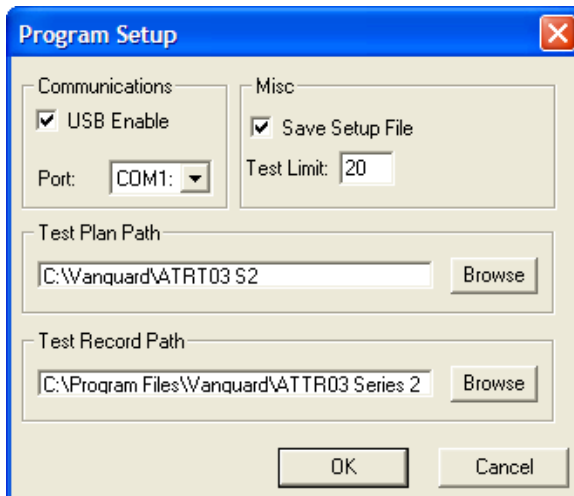 Program Setup
Communications
USB Enable
Port: COM1:
Misc
Save Setup File
Test Limit: 20
Test Plan Path
C:\Vanguard\ATRT03 S2 Browse
Test Record Path
C:\Program Files\Vanguard\ATTR03 Series 2 Browse
OK Cancel